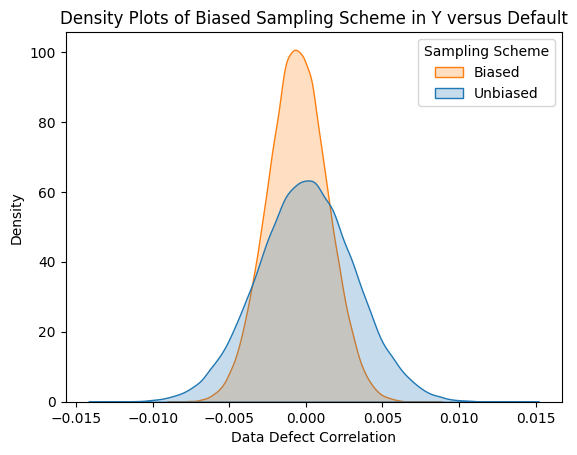 Density Plots of Biased Sampling Scheme in Y versus Default
Sampling Scheme
Biased
Unbiased
100
80
60
40
20
0
Density
−0.015 −0.010 −0.005 0.000 0.005 0.010 0.015
Data Defect Correlation